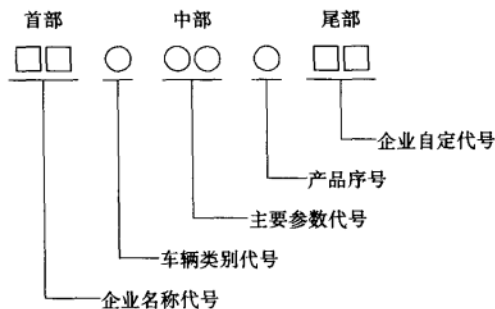 首部 中部 尾部
企业自定代号
产品序号
主要参数代号
车辆类别代号
企业名称代号